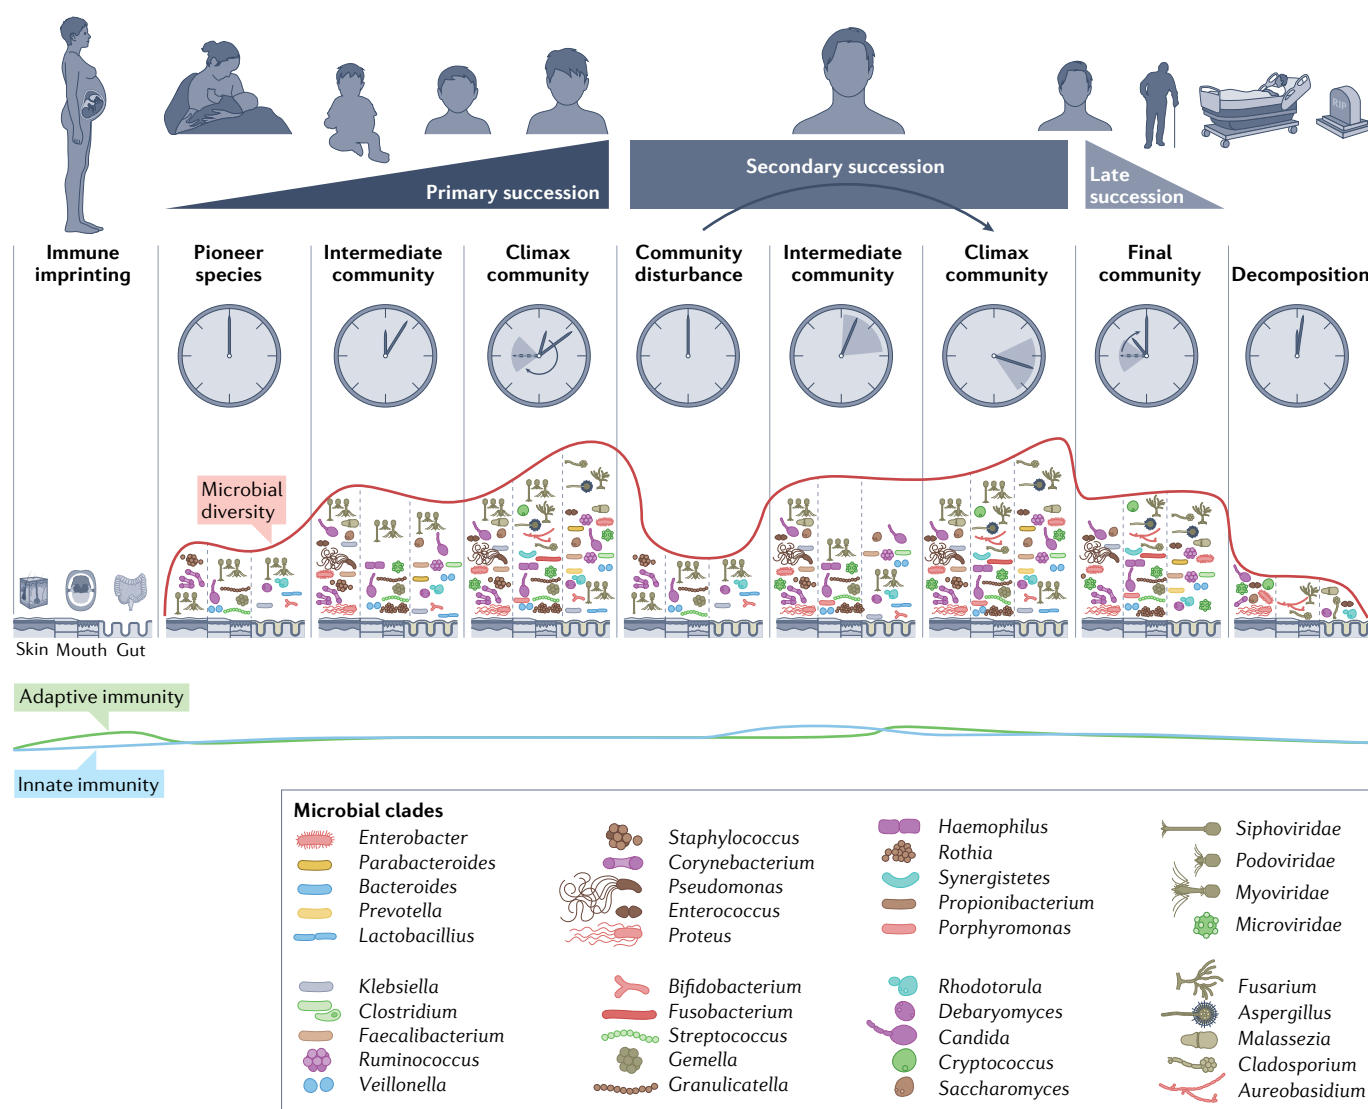 RIP
Primary succession
Secondary succession
Late
succession
Immune
imprinting
Pioneer
species
Intermediate
community
Climax
community
Community
disturbance
Intermediate
community
Climax
community
Final
community
Decomposition
Microbial
diversity
Skin Mouth Gut
Adaptive immunity
Innate immunity
Microbial clades
Enterobacter
Parabacteroides
Bacteroides
Prevotella
Lactobacillius
Klebsiella
Clostridium
Faecalibacterium
Ruminococcus
Veillonella
Staphylococcus
Corynebacterium
Pseudomonas
Enterococcus
Proteus
Bifidobacterium
Fusobacterium
Streptococcus
Gemella
Granulicatella
Haemophilus
Rothia
Synergistetes
Propionibacterium
Porphyromonas
Rhodotorula
Debaryomyces
Candida
Cryptococcus
Saccharomyces
Siphoviridae
Podoviridae
Myoviridae
Microviridae
Fusarium
Aspergillus
Malassezia
Cladosporium
Aureobasidium